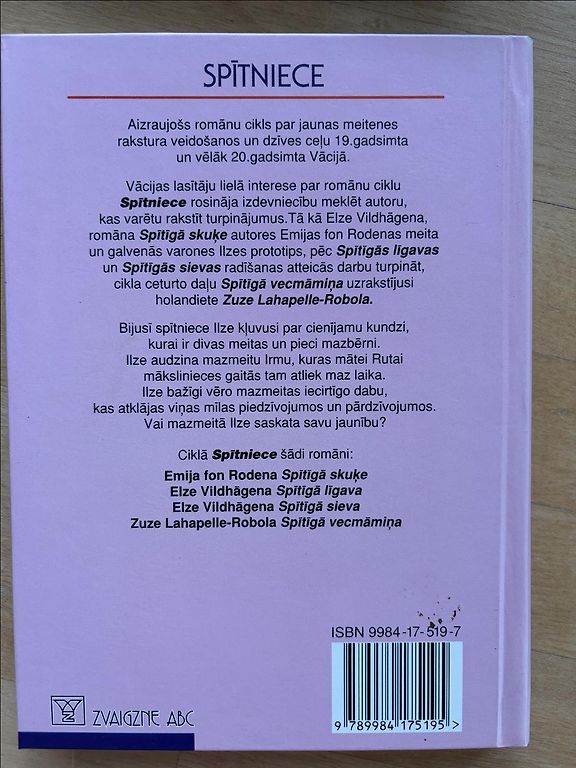 SPĪTNIECE
Aizraujošs romānu cikls par jaunas meitenes
rakstura veidošanos un dzīves ceļu 19.gadsimta
un vēlāk 20.gadsimta Vācijā.
Vācijas lasītāju lielā interese par romānu ciklu
Spītniece rosināja izdevniecību meklēt autoru,
kas varētu rakstīt turpinājumus.Tā kā Elze Vildhāgena,
romāna Spītīgā skuķe autores Emijas fon Rodenas meita
un galvenās varones Ilzes prototips, pēc Spītīgās līgavas
un Spītīgās sievas radīšanas atteicās darbu turpināt,
cikla ceturto daļu Spītīgā vecmāmiņa uzrakstījusi
holandiete Zuze Lahapelle-Robola.
Bijusī spītniece Ilze kļuvusi par cienījamu kundzi,
kurai ir divas meitas un pieci mazbērni.
Ilze audzina mazmeitu Irmu, kuras mātei Rutai
mākslinieces gaitās tam atliek maz laika.
Ilze bažīgi vēro mazmeitas iecirtīgo dabu,
kas atklājas viņas mīlas piedzīvojumos un pārdzīvojumos.
Vai mazmeitā Ilze saskata savu jaunību?
Ciklā Spītniece šādi romāni:
Emija fon Rodena Spītīgā skuķe
Elze Vildhāgena Spītīgā līgava
Elze Vildhāgena Spītīgā sieva
Zuze Lahapelle-Robola Spītīgā vecmāmiņa
ISBN 9984-17-519-7
9 789984 175195 >
ZVAIGZNE ABC